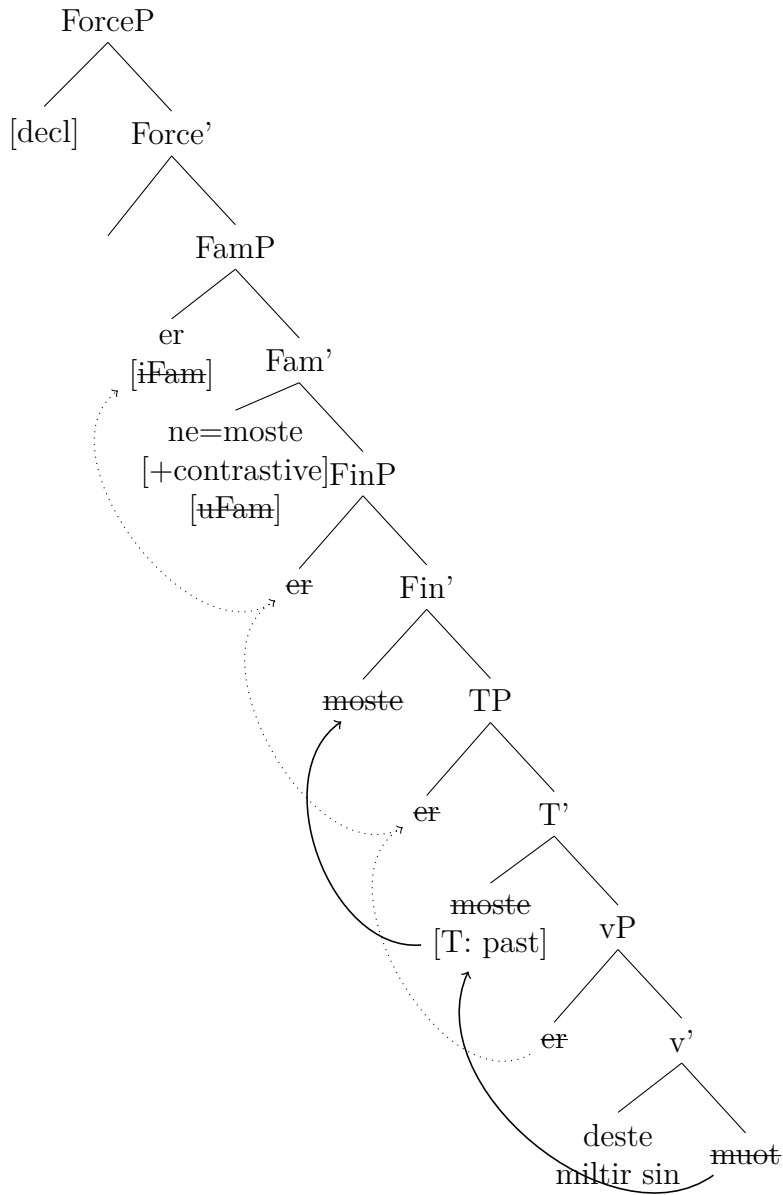 ForceP
[decl] Force'
FamP
er
[iFam] Fam'
ne=moste
[+contrastive]FinP
[uFam]
er Fin'
moste TP
er T'
moste
[T: past] vP
er v'
deste
miltir sin muot